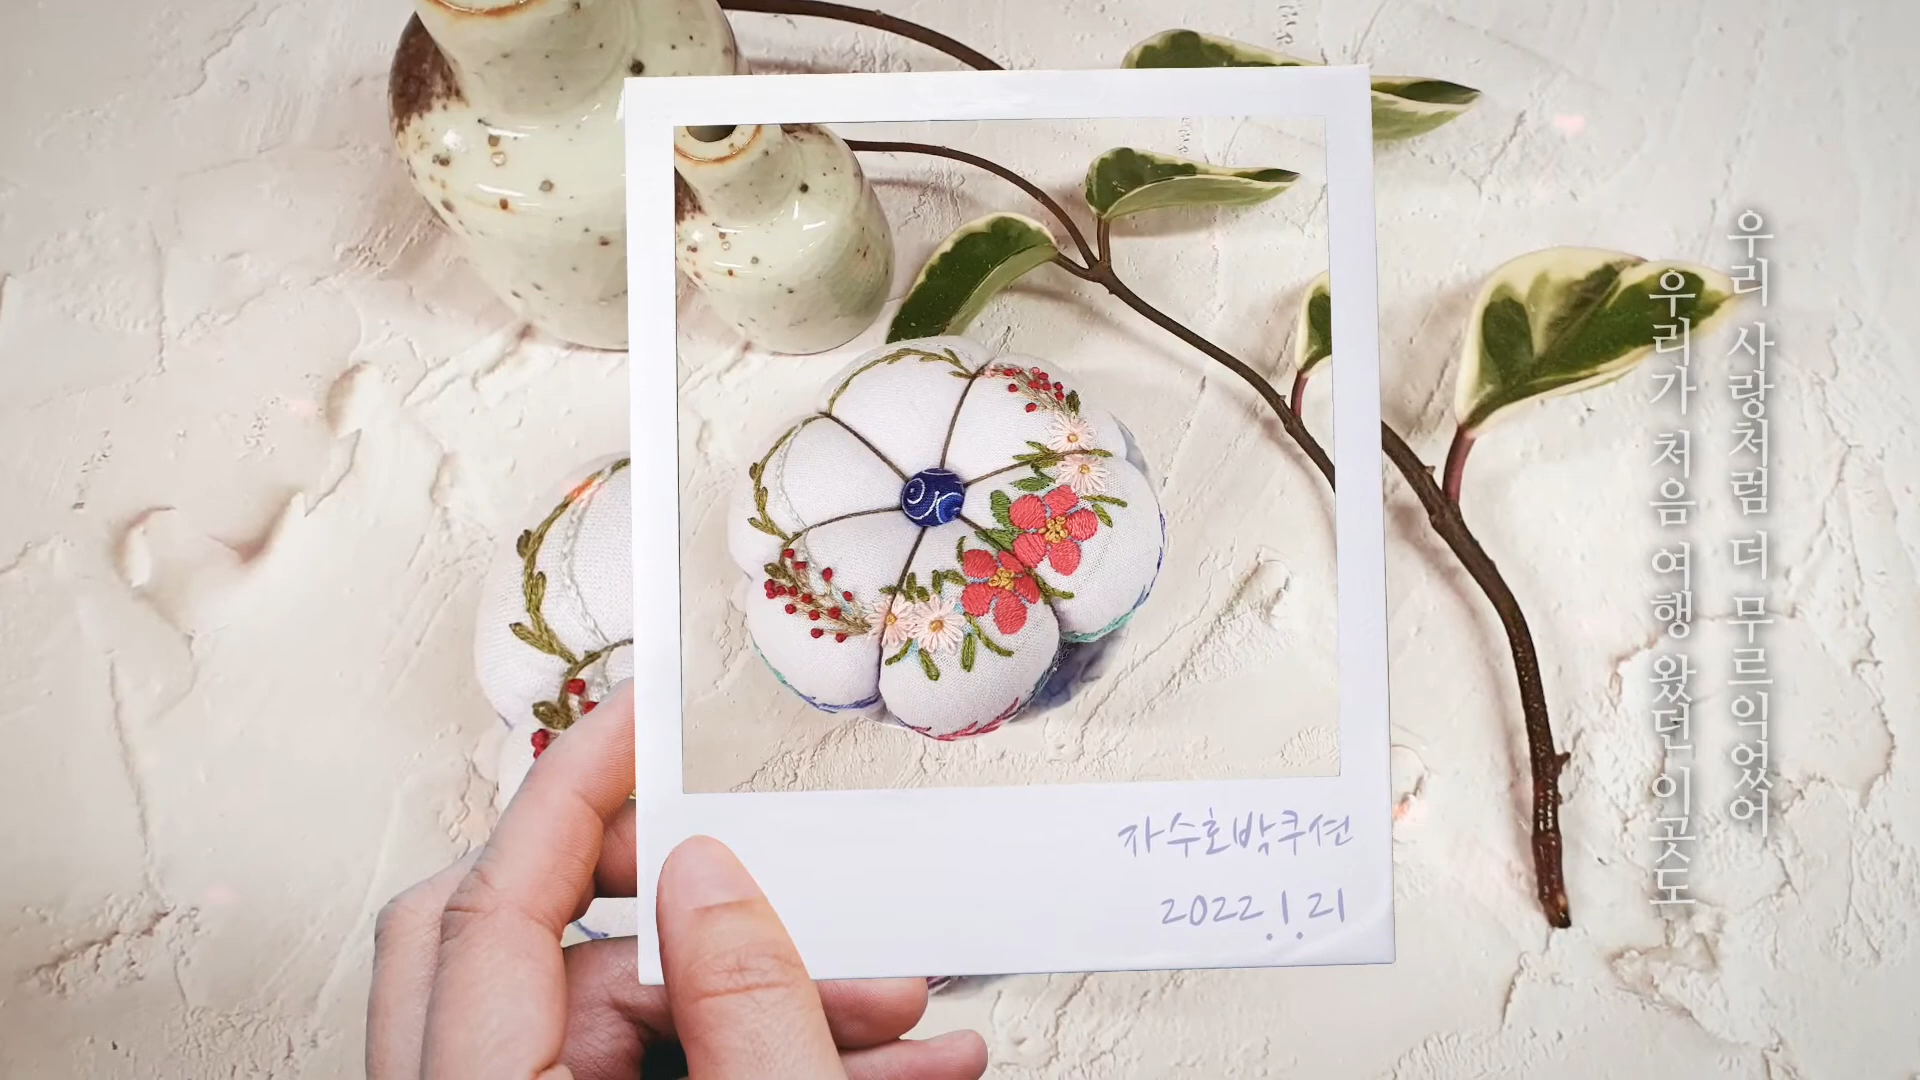 우리 사랑처럼 더 무르익었어
우리가 처음 여행 왔던 이곳도
자수호박쿠션
2022.1.21